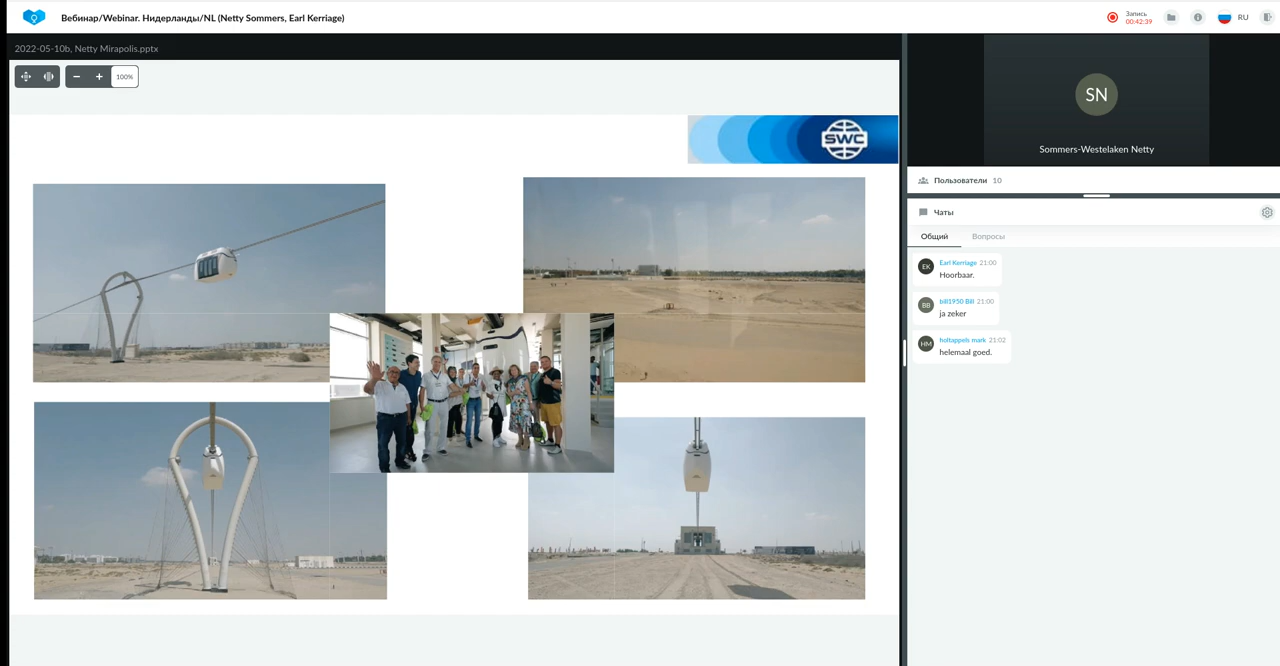 Вебинар/Webinar. Нидерланды/NL (Netty Sommers, Earl Kerriage)
Запись
00:42:39
RU
2022-05-10b, Netty Mirapolis.pptx
100%
SWC
SN
Sommers-Westelaken Netty
Пользователи 10
Чаты
Общий Вопросы
EK
Earl Kerriage 21:00
Hoorbaar.
BB
bill1950 Bill 21:00
ja zeker
HM
holtappels mark 21:02
helemaal goed.